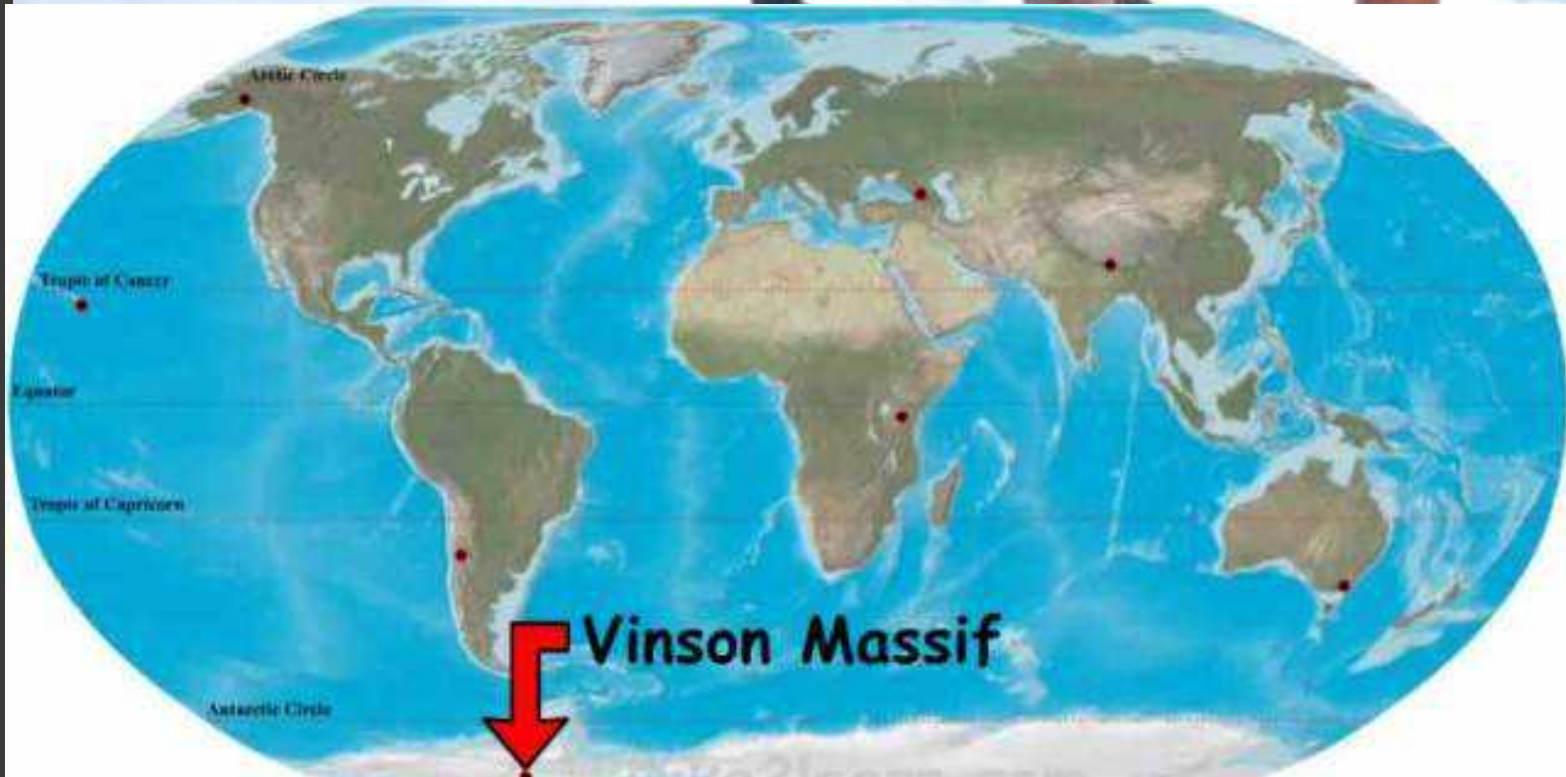 Arctic Circle
Tropic of Cancer
Equator
Tropic of Capricorn
Vinson Massif
Antarctic Circle